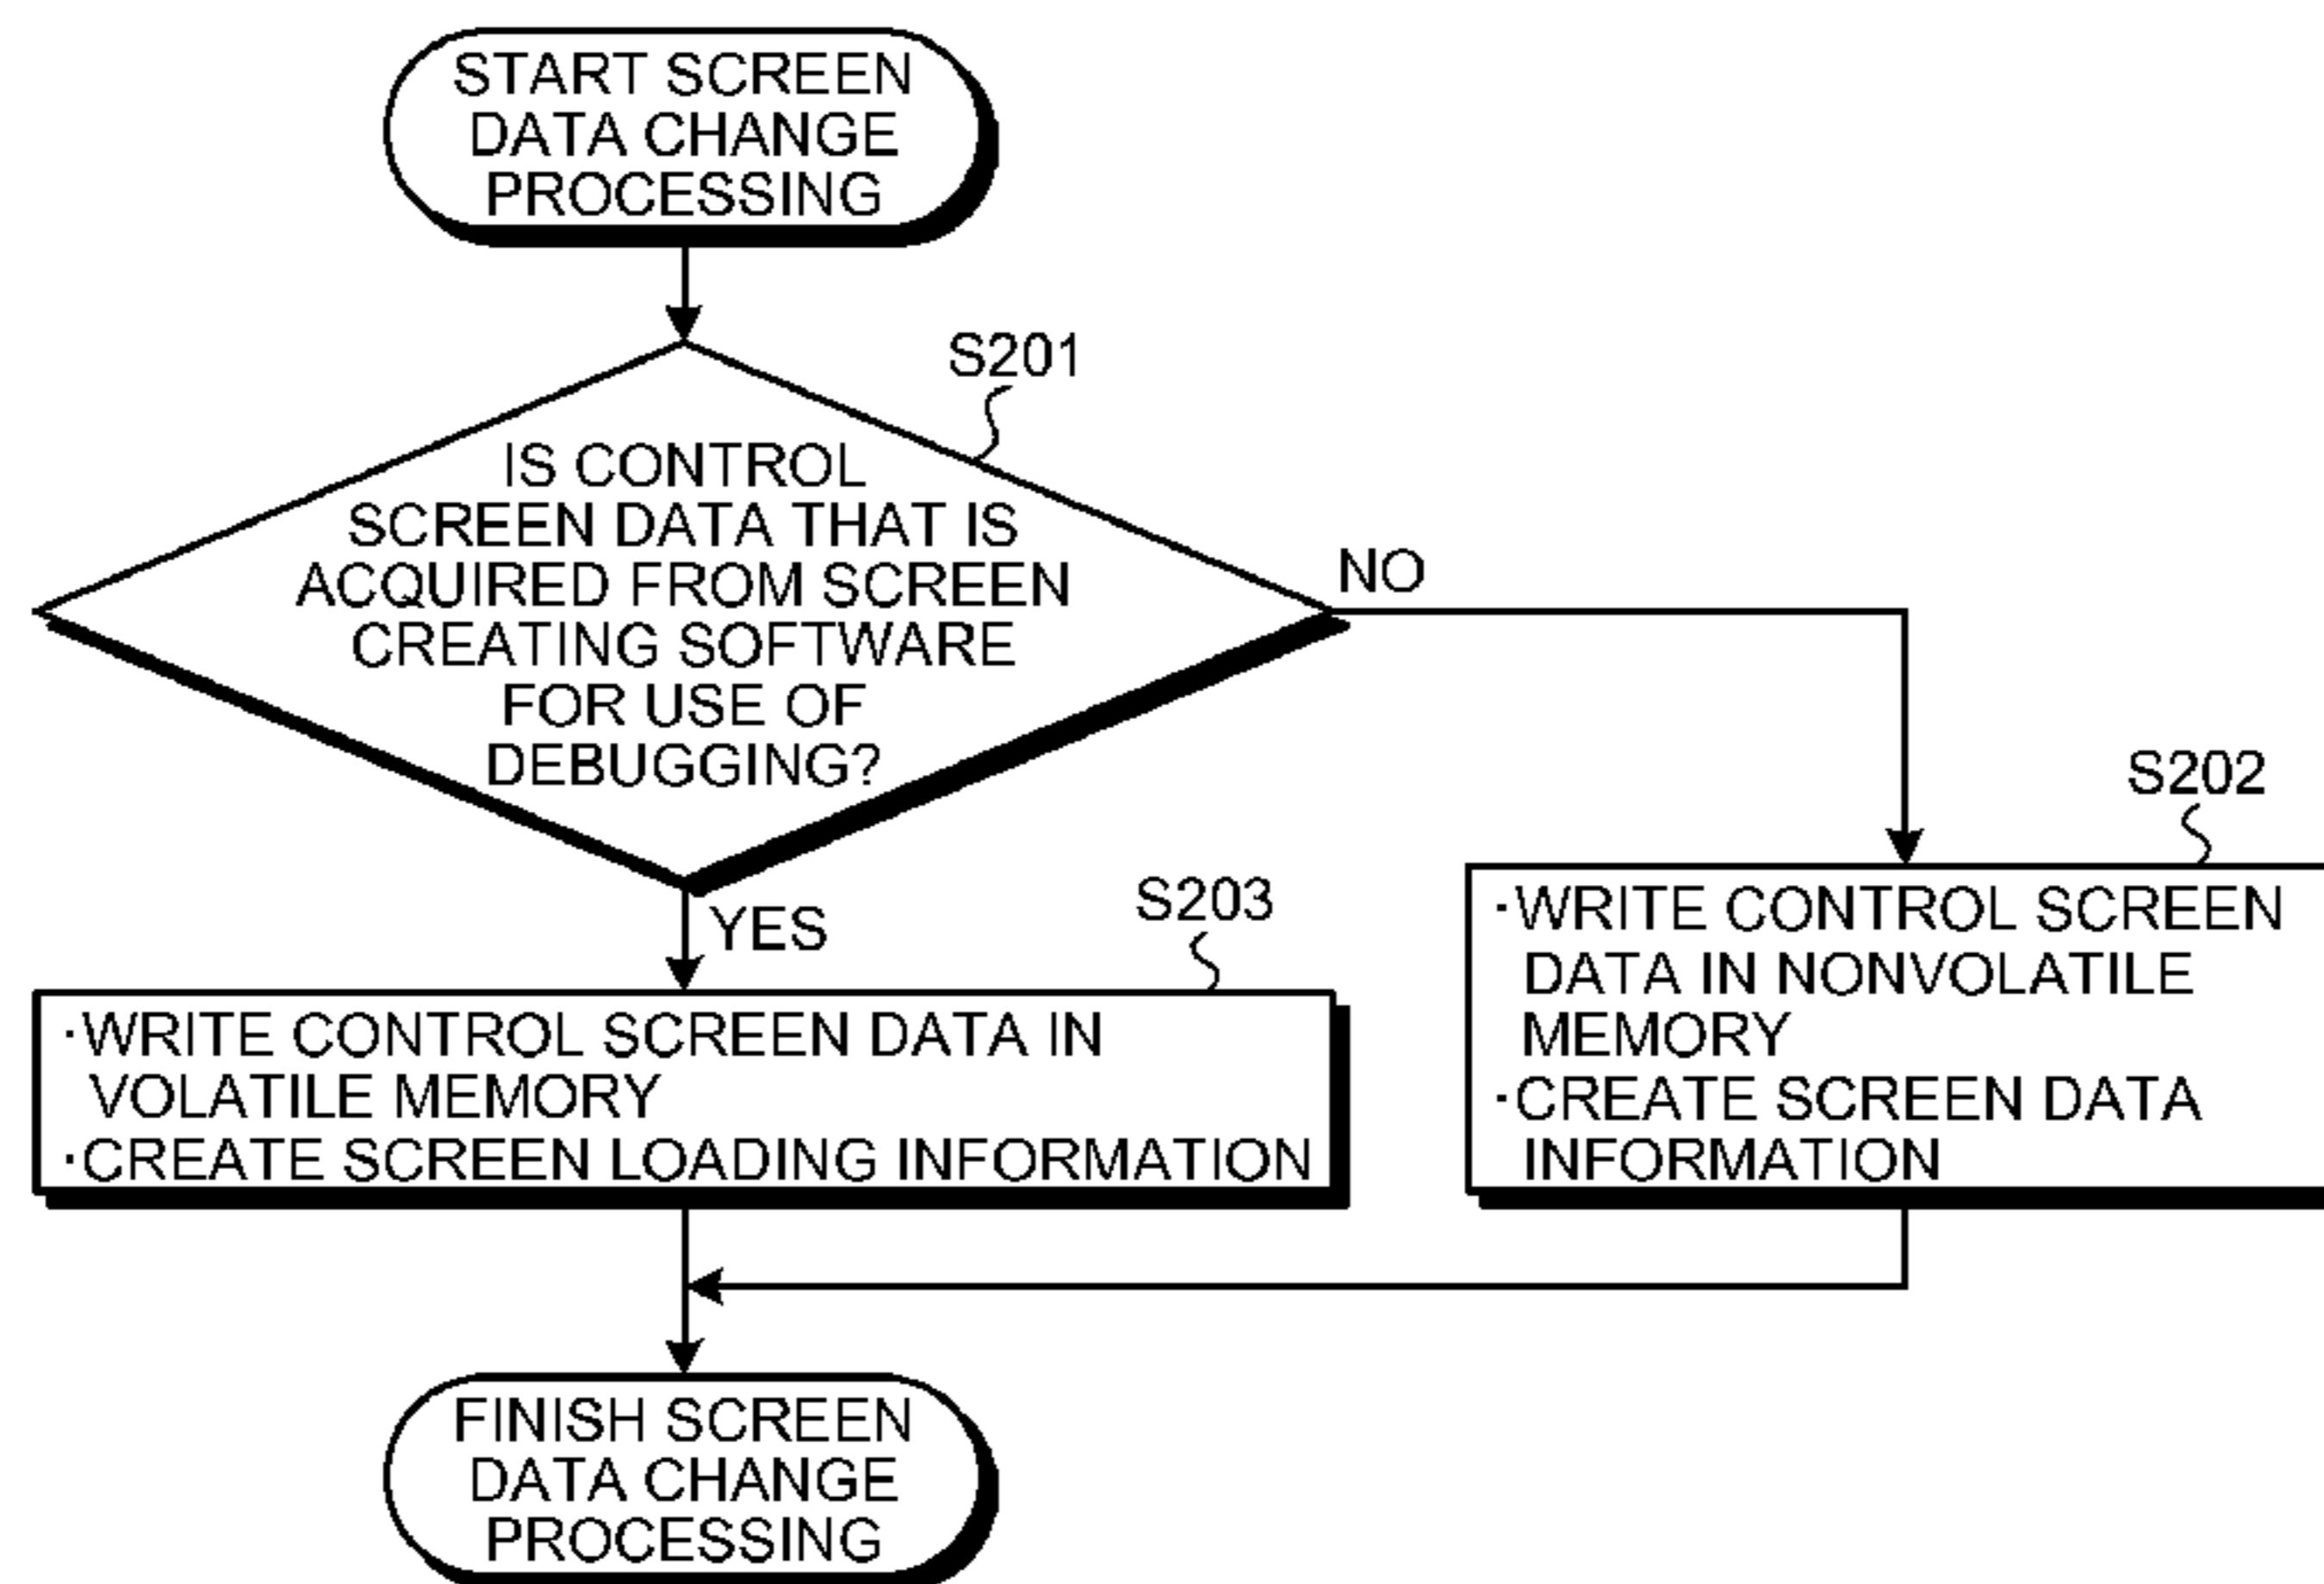 START SCREEN
DATA CHANGE
PROCESSING
S201
IS CONTROL
SCREEN DATA THAT IS
ACQUIRED FROM SCREEN
CREATING SOFTWARE
FOR USE OF
DEBUGGING?
NO
YES
S202
·WRITE CONTROL SCREEN
DATA IN NONVOLATILE
MEMORY
·CREATE SCREEN DATA
INFORMATION
S203
·WRITE CONTROL SCREEN DATA IN
VOLATILE MEMORY
·CREATE SCREEN LOADING INFORMATION
FINISH SCREEN
DATA CHANGE
PROCESSING